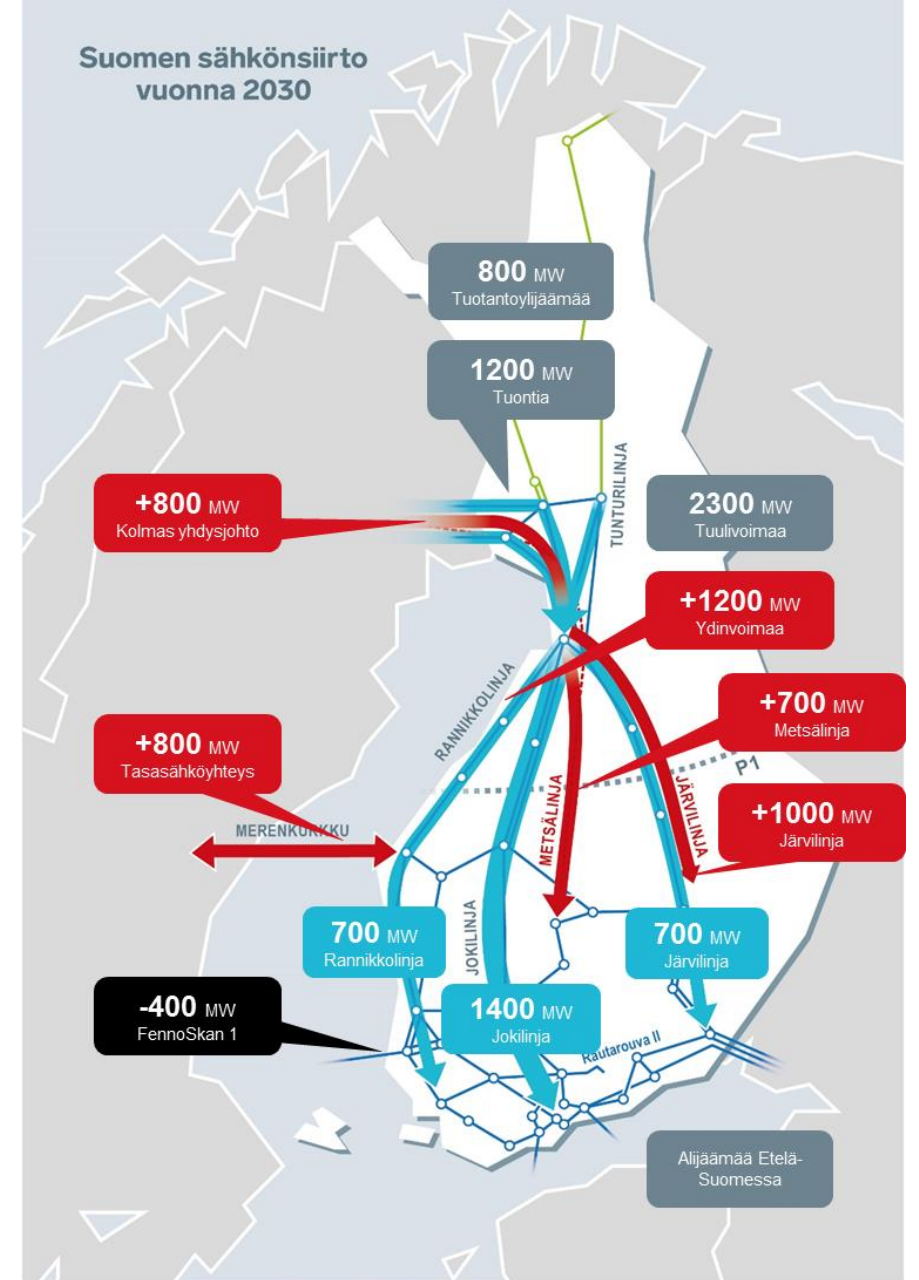 Suomen sähkönsiirto
vuonna 2030
800 MW
Tuotantoylijäämää
1200 MW
Tuontia
TUNTURILINJA
+800 MW
Kolmas yhdysjohto
2300 MW
Tuulivoimaa
+1200 MW
Ydinvoimaa
RANNIKKOLINJA
+700 MW
Metsälinja
+800 MW
Tasasähköyhteys
P1
METSÄLINJA
JÄRVILINJA
+1000 MW
Järvilinja
MERENKURKKU
JOKILINJA
700 MW
Rannikkolinja
700 MW
Järvilinja
-400 MW
FennoSkan 1
1400 MW
Jokilinja
Rautarouva II
Alijäämää Etelä-
Suomessa